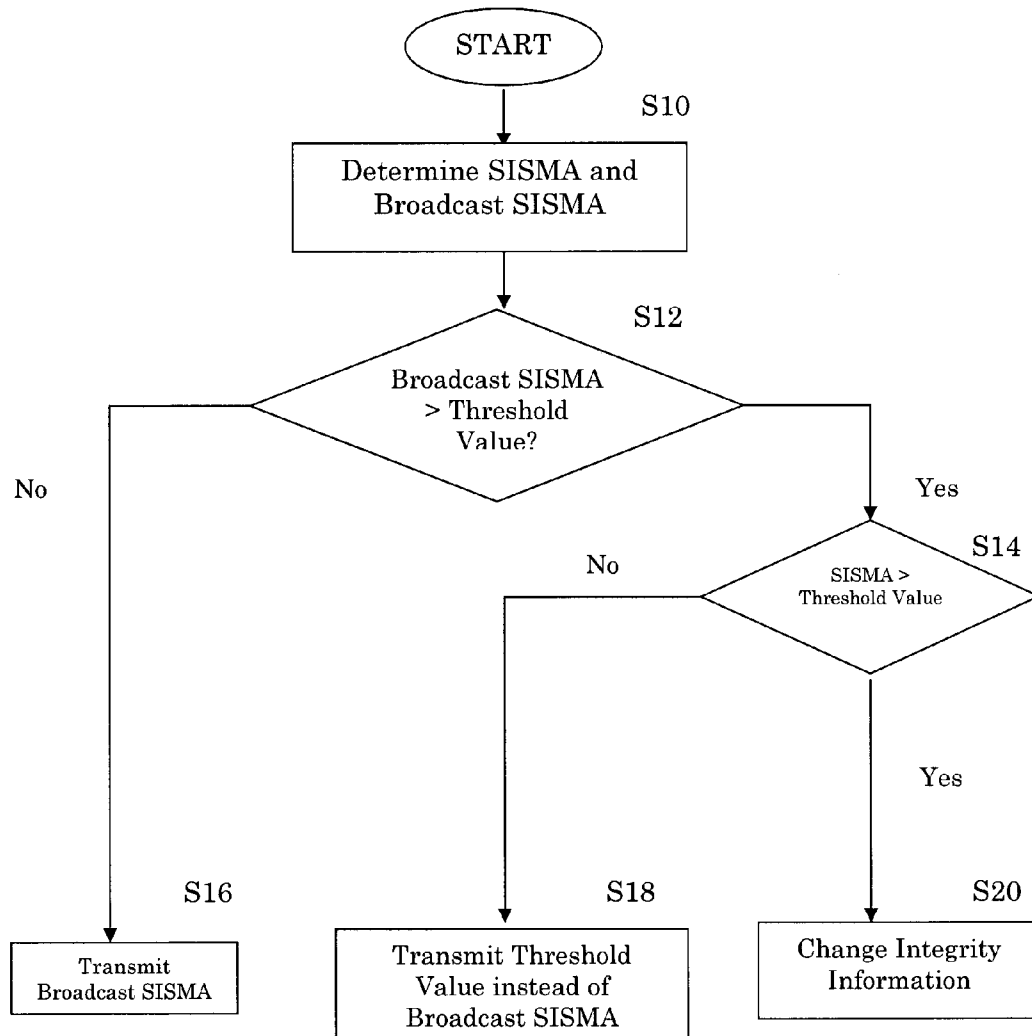 START
S10
Determine SISMA and
Broadcast SISMA
S12
Broadcast SISMA
> Threshold
Value?
No
Yes
S14
No
SISMA >
Threshold Value
Yes
S16
S18
S20
Transmit
Broadcast SISMA
Transmit Threshold
Value instead of
Broadcast SISMA
Change Integrity
Information